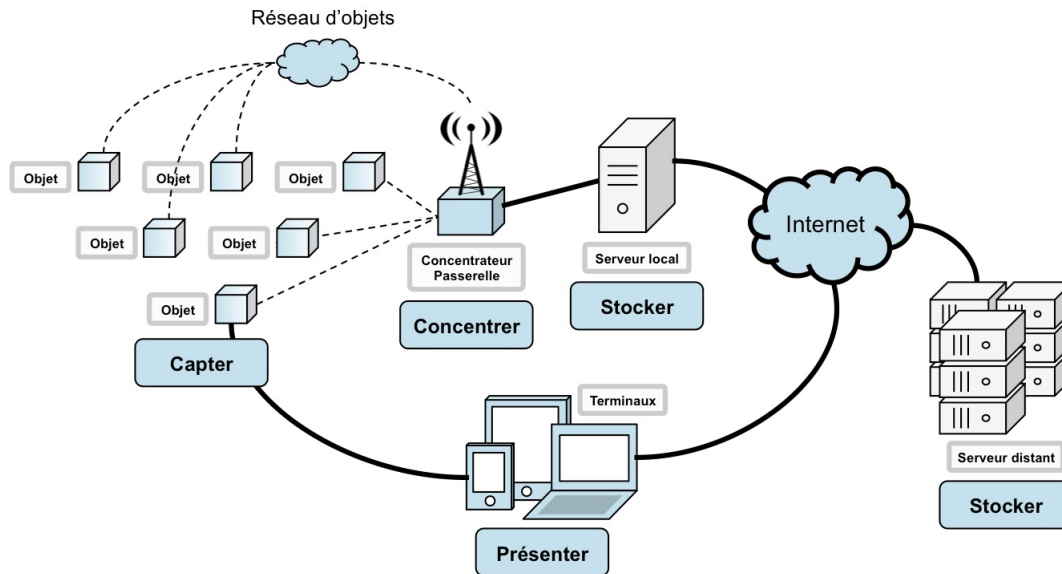 Réseau d'objets
Objet
Objet
Objet
Objet
Objet
Objet
Capter
Concentrateur
Passerelle
Concentrer
Serveur local
Stocker
Internet
Terminaux
Présenter
Serveur distant
Stocker